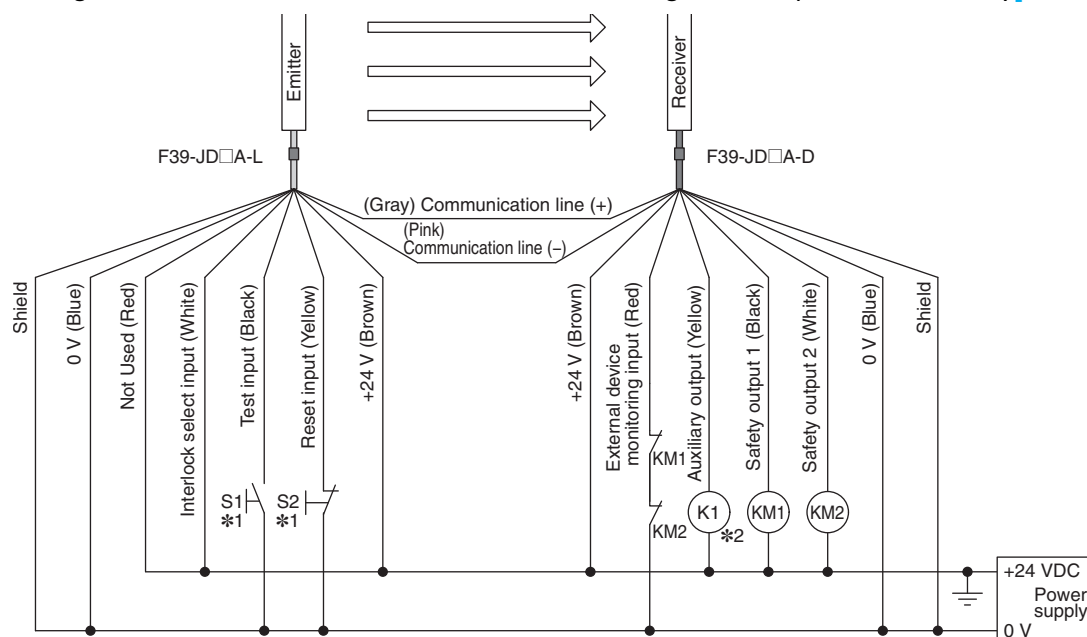 Emitter
Receiver
F39-JD□A-L
F39-JD□A-D
(Gray) Communication line (+)
(Pink)
Communication line (–)
Shield
0 V (Blue)
Not Used (Red)
Interlock select input (White)
Test input (Black)
Reset input (Yellow)
+24 V (Brown)
+24 V (Brown)
External device
monitoring input (Red)
Auxiliary output (Yellow)
Safety output 1 (Black)
Safety output 2 (White)
0 V (Blue)
Shield
S1
*1
S2
*1
KM1
KM2
K1
*2
KM1
KM2
+24 VDC
Power
supply
0 V